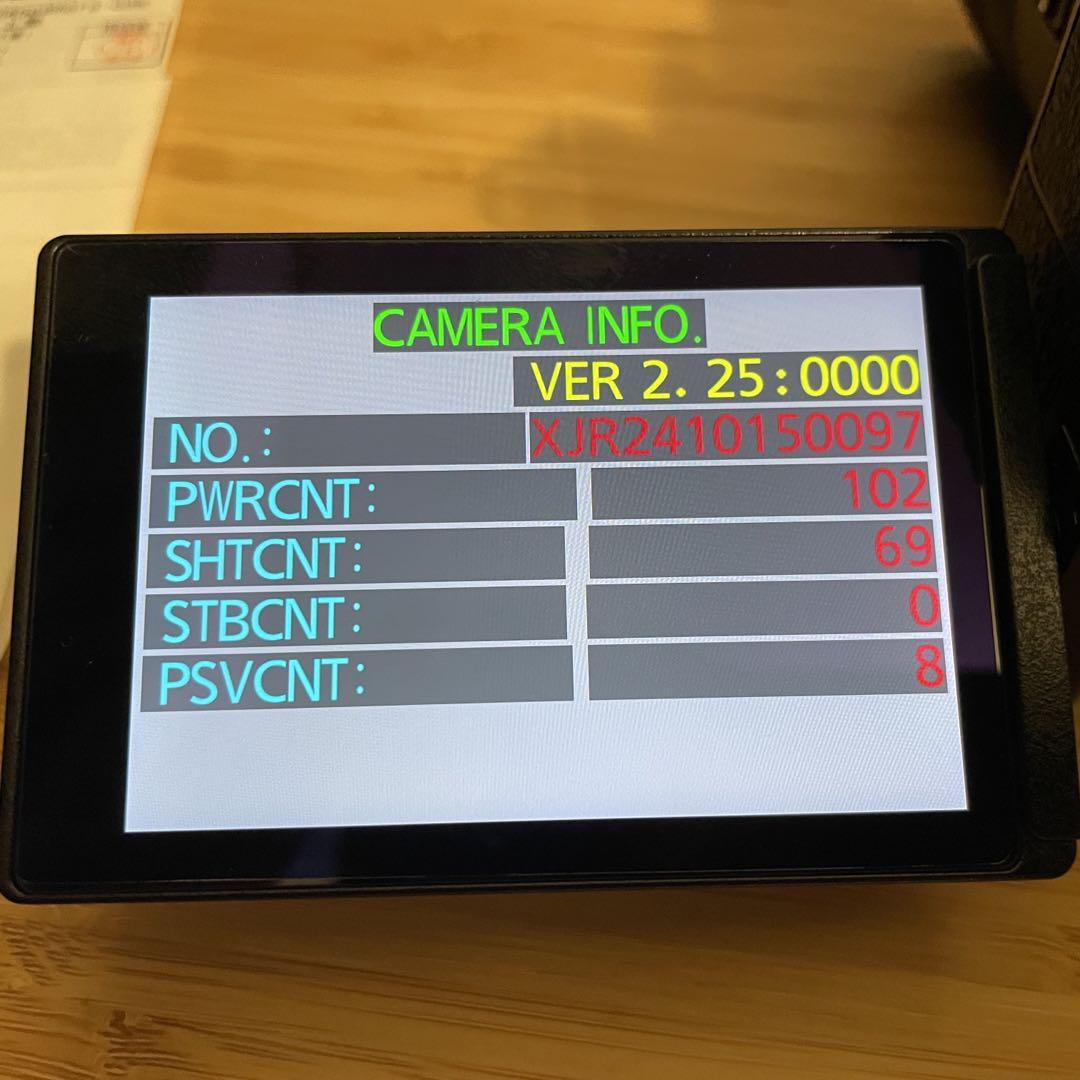 CAMERA INFO.
VER 2. 25:0000
NO.: XJR2410150097
PWRCNT: 102
SHTCNT: 69
STBCNT: 0
PSVCNT: 8